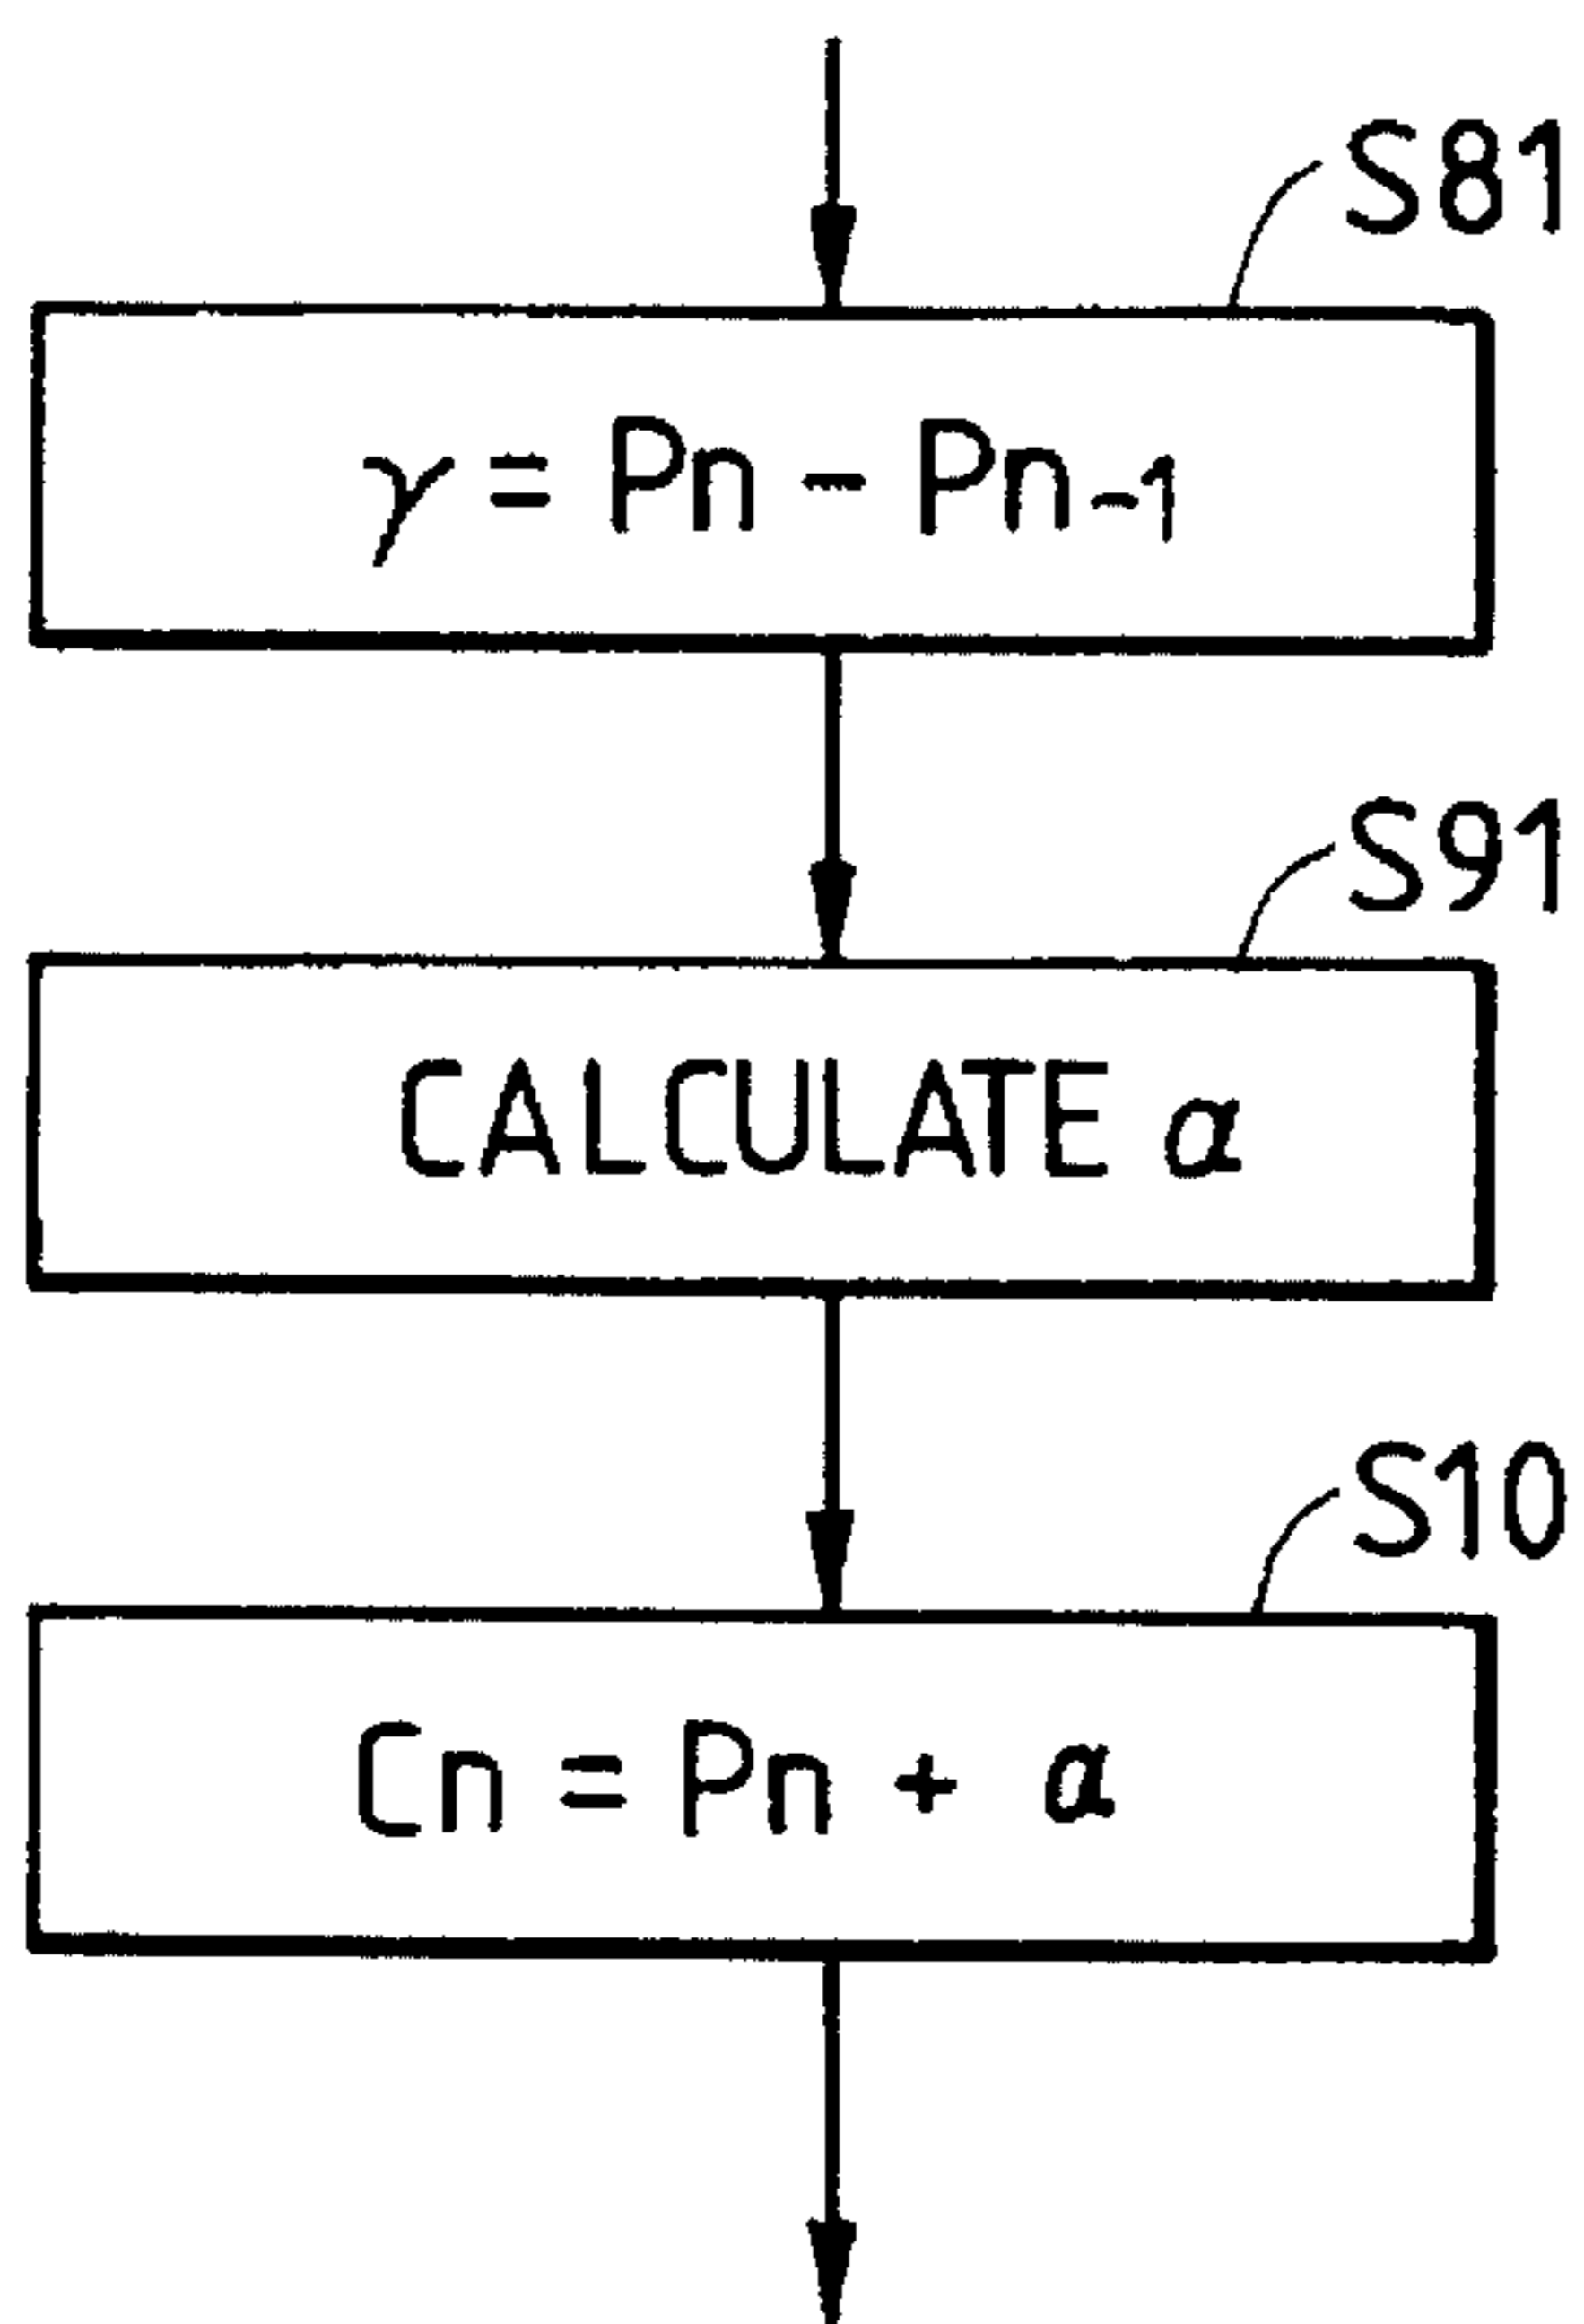 S81
γ = Pn - Pn-1
S91
CALCULATE α
S10
Cn = Pn + α